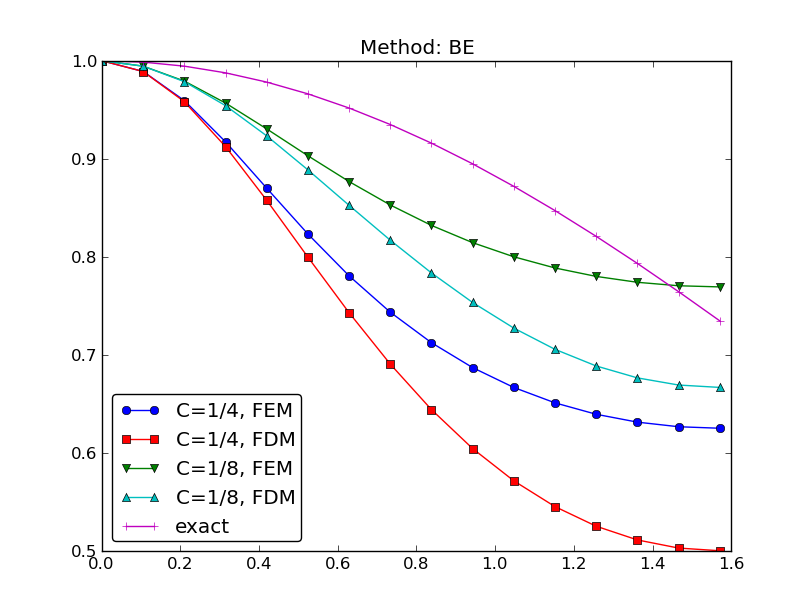 Method: BE
1.0
0.9
0.8
0.7
0.6
0.5
C=1/4, FEM
C=1/4, FDM
C=1/8, FEM
C=1/8, FDM
exact
0.0 0.2 0.4 0.6 0.8 1.0 1.2 1.4 1.6